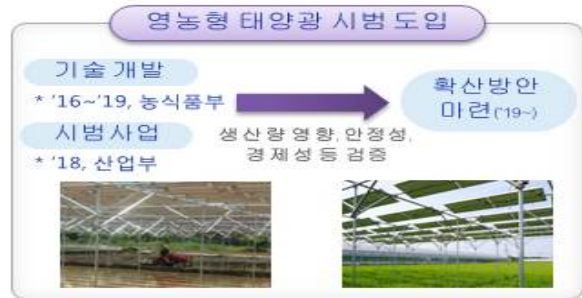 영농형 태양광 시범 도입
기술 개발
* '16~'19, 농식품부
시범사업
* '18, 산업부
생산량 영향, 안정성,
경제성 등 검증
확산방안
마련('19~)